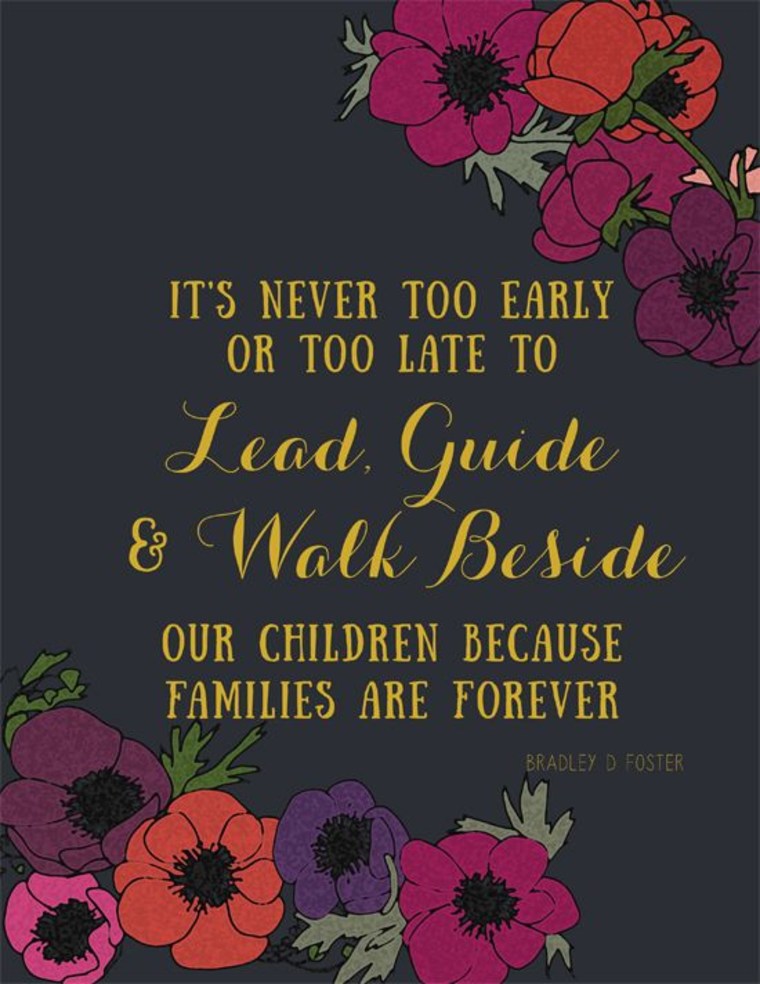 IT'S NEVER TOO EARLY
OR TOO LATE TO
Lead, Guide
& Walk Beside
OUR CHILDREN BECAUSE
FAMILIES ARE FOREVER
BRADLEY D FOSTER